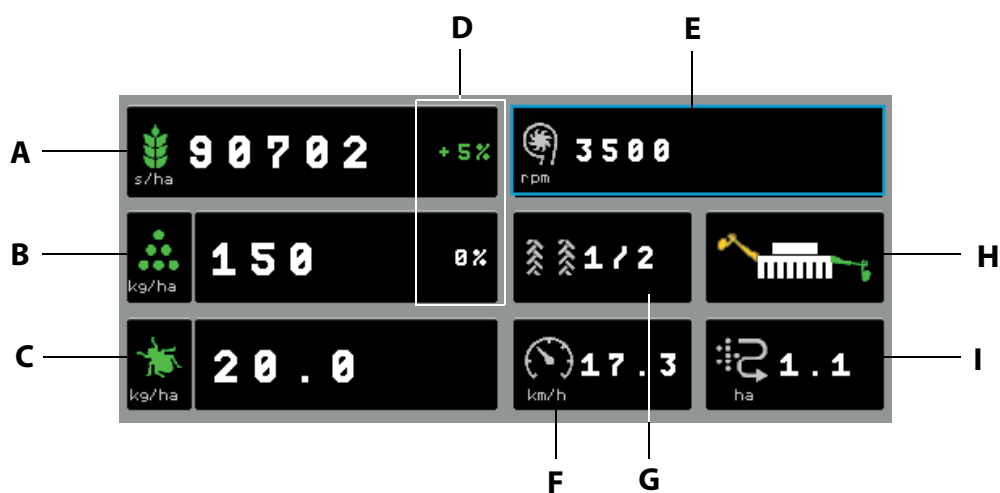 D
E
A
90702
+5%
s/ha
3500
rpm
B
150
0%
kg/ha
1/2
H
C
20.0
kg/ha
17.3
km/h
1.1
ha
I
F
G